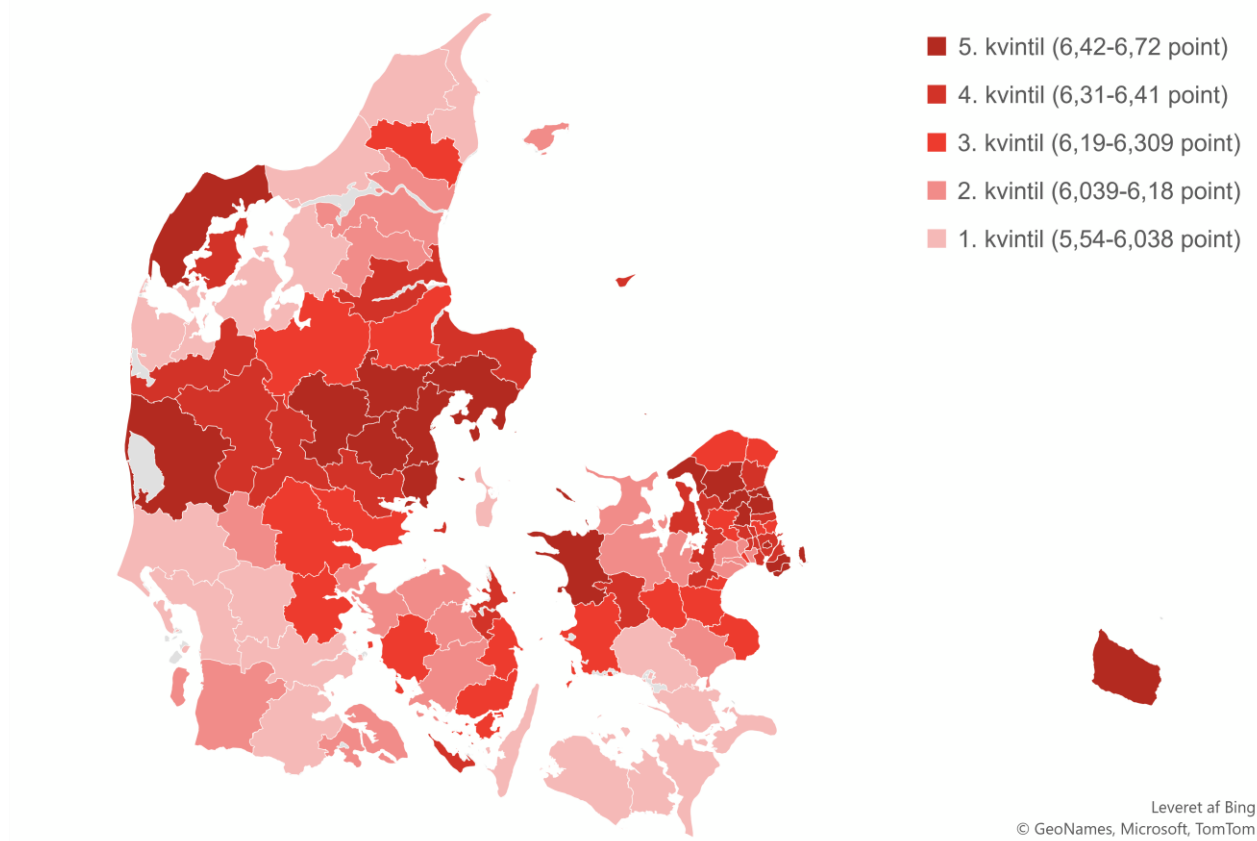 5. kvintil (6,42-6,72 point)
4. kvintil (6,31-6,41 point)
3. kvintil (6,19-6,309 point)
2. kvintil (6,039-6,18 point)
1. kvintil (5,54-6,038 point)
Leveret af Bing
© GeoNames, Microsoft, TomTom